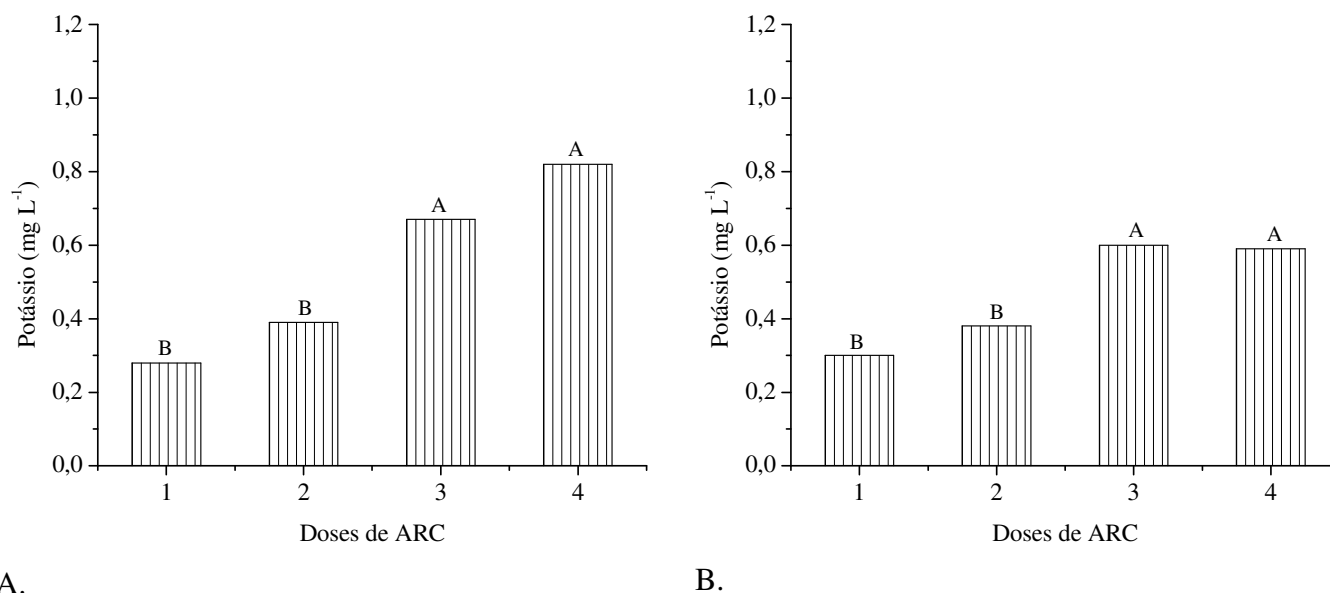 1,2
1,0
0,8
0,6
0,4
0,2
0,0
Potássio (mg L-1)
B
B
A
A
1
2
3
4
Doses de ARC
A.
1,2
1,0
0,8
0,6
0,4
0,2
0,0
Potássio (mg L-1)
B
B
A
A
1
2
3
4
Doses de ARC
B.